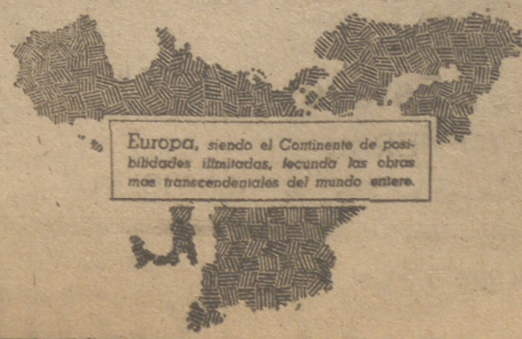 Europa, siendo el Continente de posi-
bilidades ilimitadas, fecunda las obras
mas transcendentales del mundo entero.